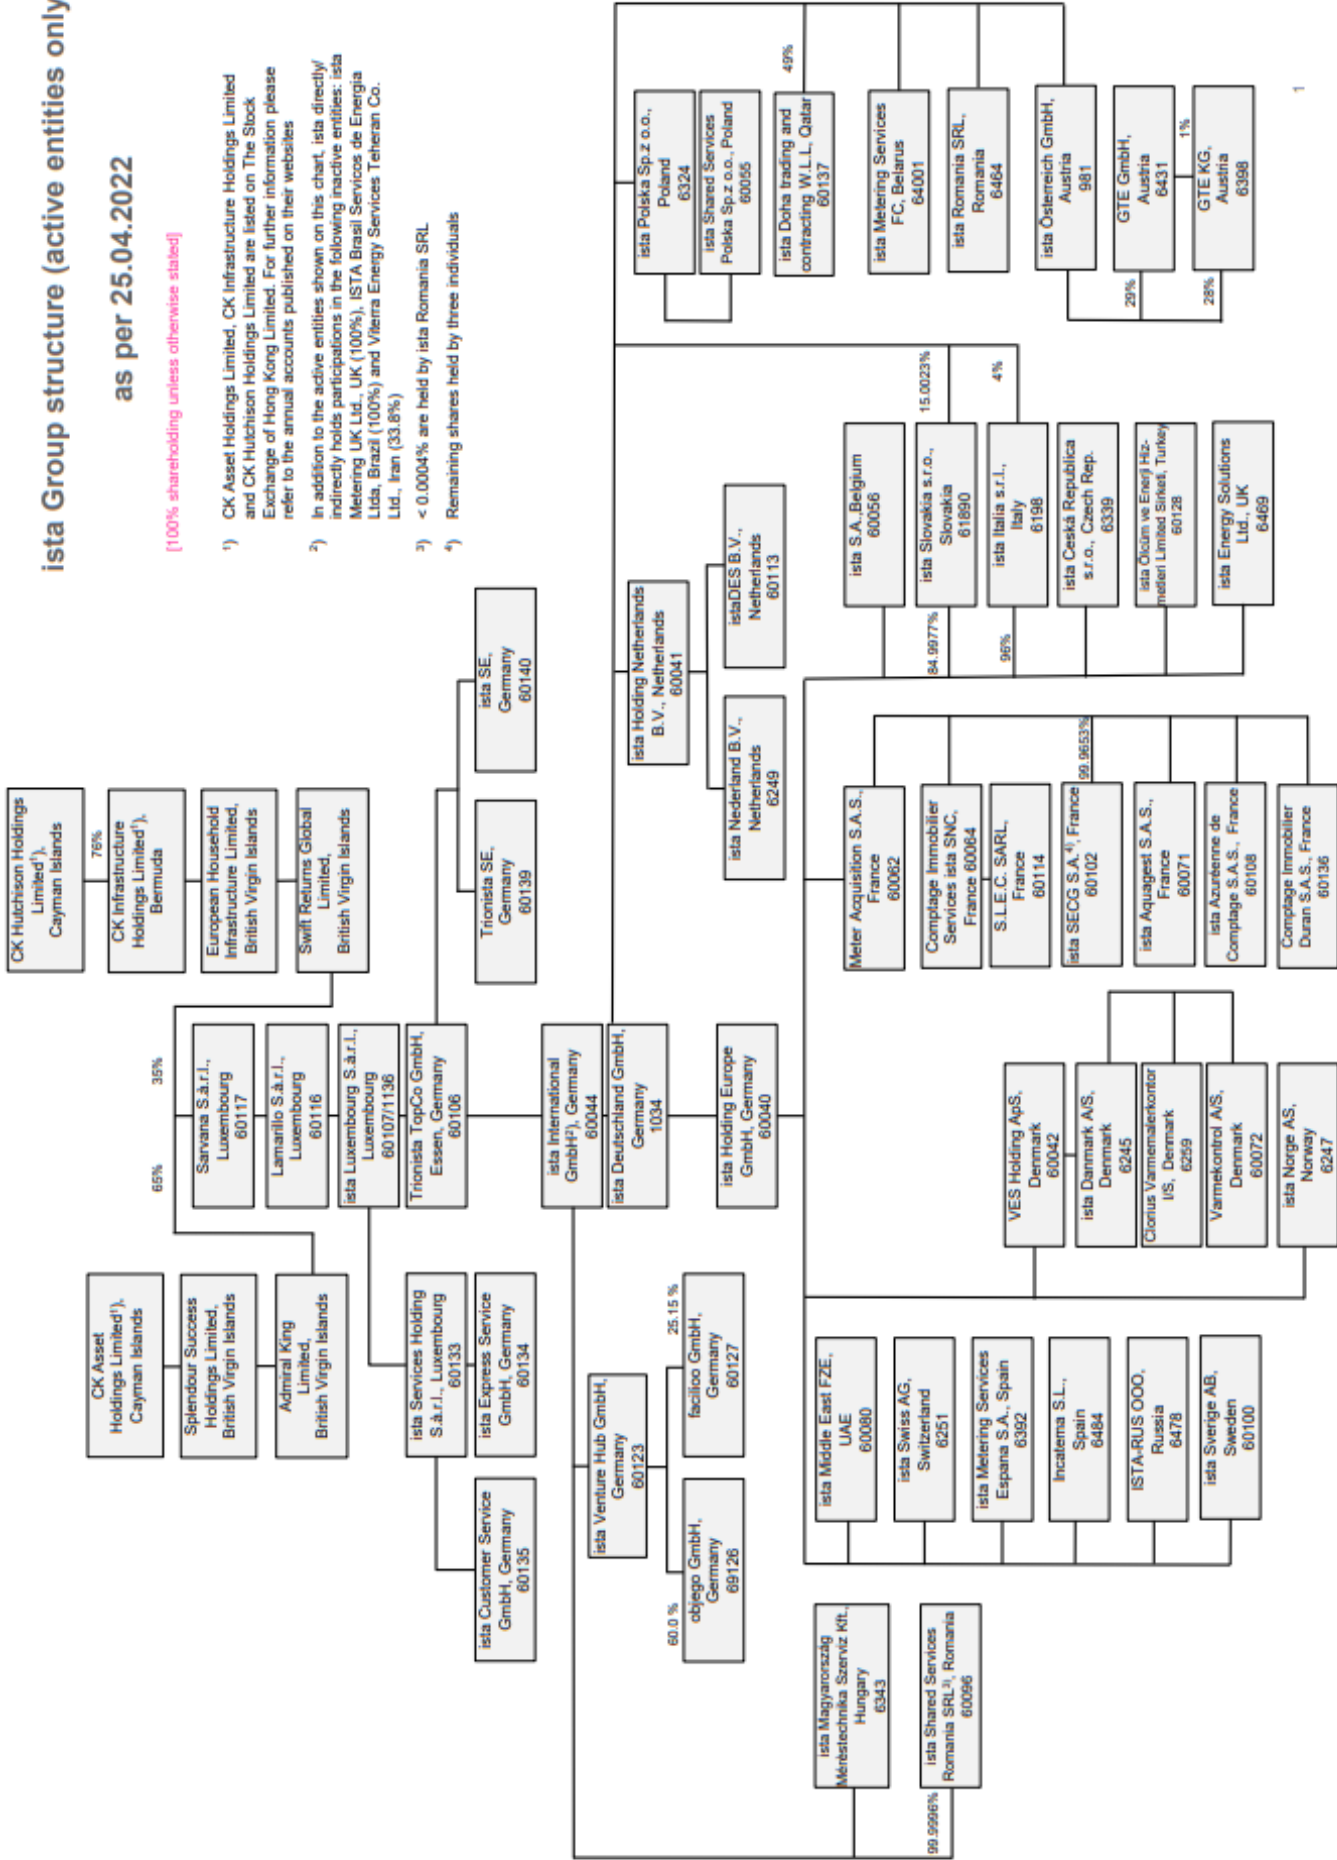 ista Group structure (active entities only
as per 25.04.2022
[100% shareholding unless otherwise stated]
¹) CK Asset Holdings Limited, CK Infrastructure Holdings Limited
and CK Hutchison Holdings Limited are listed on The Stock
Exchange of Hong Kong Limited. For further information please
refer to the annual accounts published on their websites
²) In addition to the active entities shown on this chart, ista directly/
indirectly holds participations in the following inactive entities: ista
Metering UK Ltd., UK (100%), ISTA Brasil Servicos de Energia
Ltda, Brazil (100%) and Viterra Energy Services Teheran Co.
Ltd., Iran (33.8%)
³) < 0.0004% are held by ista Romania SRL
⁴) Remaining shares held by three individuals
CK Hutchison Holdings
Limited¹),
Cayman Islands
76%
CK Infrastructure
Holdings Limited¹),
Bermuda
European Household
Infrastructure Limited,
British Virgin Islands
Swift Returns Global
Limited,
British Virgin Islands
CK Asset
Holdings Limited¹),
Cayman Islands
Splendour Success
Holdings Limited,
British Virgin Islands
Admiral King
Limited,
British Virgin Islands
65%
35%
Sarvana S.à.r.l.,
Luxembourg
60117
Lamarillo S.à.r.l.,
Luxembourg
60116
ista Luxembourg S.à.r.l.,
Luxembourg
60107/1136
Trionista TopCo GmbH,
Essen, Germany
60106
ista Services Holding
S.à.r.l., Luxembourg
60133
ista Customer Service
GmbH, Germany
60135
ista Express Service
GmbH, Germany
60134
Trionista SE,
Germany
60139
ista SE,
Germany
60140
ista International
GmbH²), Germany
60044
ista Deutschland GmbH,
Germany
1034
ista Holding Europe
GmbH, Germany
60040
ista Venture Hub GmbH,
Germany
60123
60.0 %
objego GmbH,
Germany
69126
25.15 %
facilioo GmbH,
Germany
60127
ista Holding Netherlands
B.V., Netherlands
60041
ista Nederland B.V.,
Netherlands
6249
istaDES B.V.,
Netherlands
60113
ista Magyarország
Méréstechnika Szerviz Kft.,
Hungary
6343
99.9996%
ista Shared Services
Romania SRL³), Romania
60096
ista Middle East FZE,
UAE
60080
ista Swiss AG,
Switzerland
6251
ista Metering Services
Espana S.A., Spain
6392
Incatema S.L.,
Spain
6484
ISTA-RUS OOO,
Russia
6478
ista Sverige AB,
Sweden
60100
VES Holding ApS,
Denmark
60042
ista Danmark A/S,
Denmark
6245
Clorius Varmemalerkontor
I/S, Denmark
6259
Varmekontrol A/S,
Denmark
60072
ista Norge AS,
Norway
6247
Meter Acquisition S.A.S.,
France
60062
Comptage Immobilier
Services ista SNC,
France 60064
S.L.E.C. SARL,
France
60114
ista SECG S.A.⁴), France
60102
99.9653%
ista Aquagest S.A.S.,
France
60071
ista Azuréenne de
Comptage S.A.S., France
60108
Comptage Immobilier
Duran S.A.S., France
60136
ista S.A.,Belgium
60056
84.9977%
ista Slovakia s.r.o.,
Slovakia
61890
15.0023%
96%
ista Italia s.r.l.,
Italy
6198
4%
ista Ceská Republica
s.r.o., Czech Rep.
6339
ista Ölcüm ve Enerji Hiz-
metleri Limited Sirketi, Turkey
60128
ista Energy Solutions
Ltd., UK
6469
ista Polska Sp.z o.o.,
Poland
6324
ista Shared Services
Polska Sp.z o.o., Poland
60055
49%
ista Doha trading and
contracting W.L.L, Qatar
60137
ista Metering Services
FC, Belarus
64001
ista Romania SRL,
Romania
6464
ista Österreich GmbH,
Austria
981
29%
GTE GmbH,
Austria
6431
1%
28%
GTE KG,
Austria
6398
1